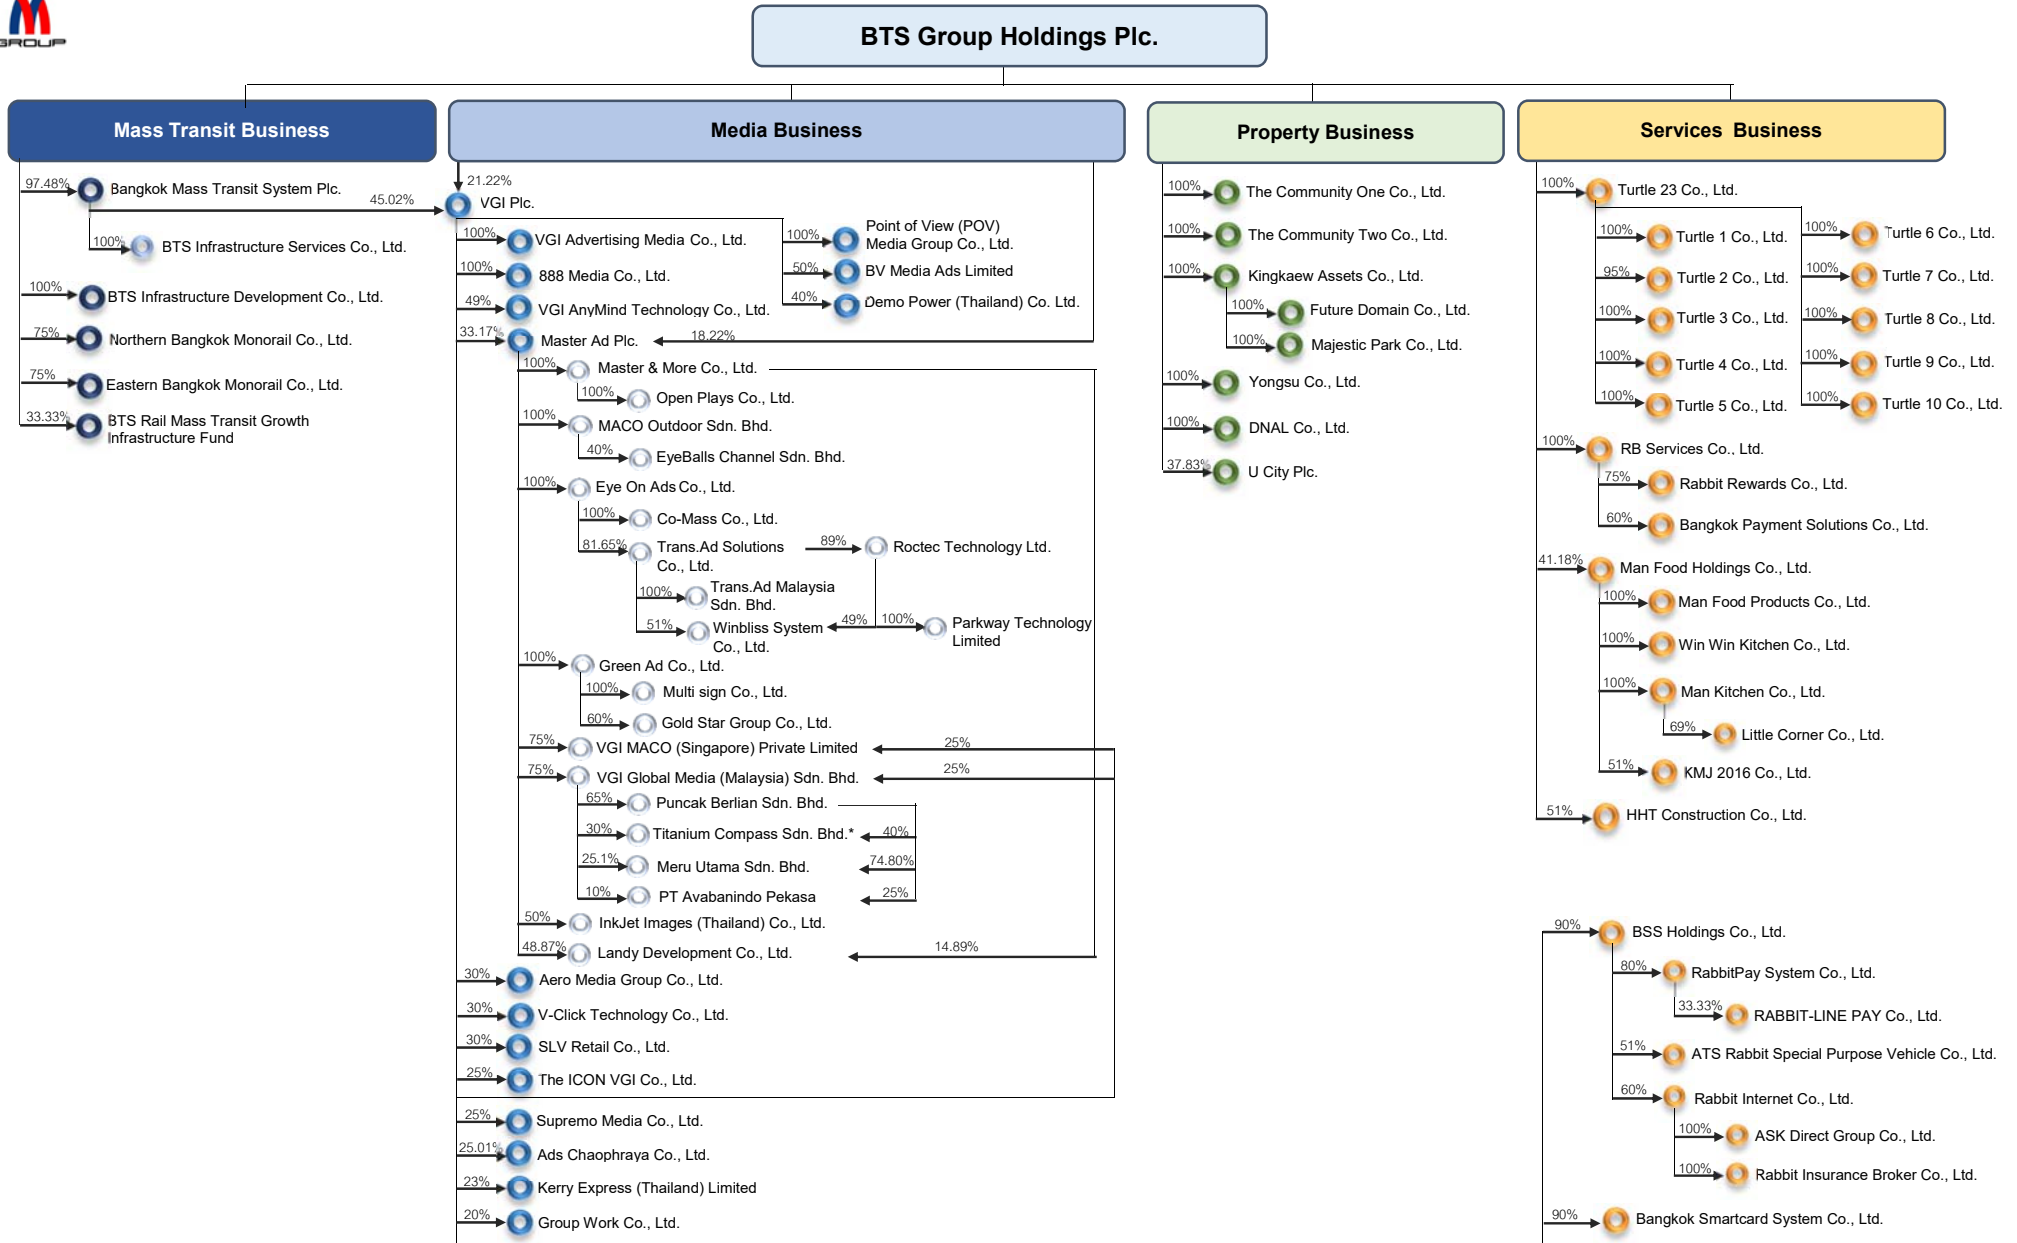 GROUP
BTS Group Holdings Plc.
Mass Transit Business
97.48%
Bangkok Mass Transit System Plc.
45.02%
100%
BTS Infrastructure Services Co., Ltd.
100%
BTS Infrastructure Development Co., Ltd.
75%
Northern Bangkok Monorail Co., Ltd.
75%
Eastern Bangkok Monorail Co., Ltd.
33.33%
BTS Rail Mass Transit Growth
Infrastructure Fund
Media Business
21.22%
VGI Plc.
100%
VGI Advertising Media Co., Ltd.
100%
888 Media Co., Ltd.
49%
VGI AnyMind Technology Co., Ltd.
100%
Point of View (POV)
Media Group Co., Ltd.
50%
BV Media Ads Limited
40%
Demo Power (Thailand) Co. Ltd.
33.17%
Master Ad Plc.
18.22%
100%
Master & More Co., Ltd.
100%
Open Plays Co., Ltd.
100%
MACO Outdoor Sdn. Bhd.
40%
EyeBalls Channel Sdn. Bhd.
100%
Eye On Ads Co., Ltd.
100%
Co-Mass Co., Ltd.
81.65%
Trans.Ad Solutions
Co., Ltd.
89%
Roctec Technology Ltd.
100%
Trans.Ad Malaysia
Sdn. Bhd.
51%
Winbliss System
Co., Ltd.
49%
100%
Parkway Technology
Limited
100%
Green Ad Co., Ltd.
100%
Multi sign Co., Ltd.
60%
Gold Star Group Co., Ltd.
75%
VGI MACO (Singapore) Private Limited
25%
75%
VGI Global Media (Malaysia) Sdn. Bhd.
25%
65%
Puncak Berlian Sdn. Bhd.
30%
Titanium Compass Sdn. Bhd.*
40%
25.1%
Meru Utama Sdn. Bhd.
74.80%
10%
PT Avabanindo Pekasa
25%
50%
InkJet Images (Thailand) Co., Ltd.
48.87%
Landy Development Co., Ltd.
14.89%
30%
Aero Media Group Co., Ltd.
30%
V-Click Technology Co., Ltd.
30%
SLV Retail Co., Ltd.
25%
The ICON VGI Co., Ltd.
25%
Supremo Media Co., Ltd.
25.01%
Ads Chaophraya Co., Ltd.
23%
Kerry Express (Thailand) Limited
20%
Group Work Co., Ltd.
Property Business
100%
The Community One Co., Ltd.
100%
The Community Two Co., Ltd.
100%
Kingkaew Assets Co., Ltd.
100%
Future Domain Co., Ltd.
100%
Majestic Park Co., Ltd.
100%
Yongsu Co., Ltd.
100%
DNAL Co., Ltd.
37.83%
U City Plc.
Services Business
100%
Turtle 23 Co., Ltd.
100%
Turtle 1 Co., Ltd.
95%
Turtle 2 Co., Ltd.
100%
Turtle 3 Co., Ltd.
100%
Turtle 4 Co., Ltd.
100%
Turtle 5 Co., Ltd.
100%
Turtle 6 Co., Ltd.
100%
Turtle 7 Co., Ltd.
100%
Turtle 8 Co., Ltd.
100%
Turtle 9 Co., Ltd.
100%
Turtle 10 Co., Ltd.
100%
RB Services Co., Ltd.
75%
Rabbit Rewards Co., Ltd.
60%
Bangkok Payment Solutions Co., Ltd.
41.18%
Man Food Holdings Co., Ltd.
100%
Man Food Products Co., Ltd.
100%
Win Win Kitchen Co., Ltd.
100%
Man Kitchen Co., Ltd.
69%
Little Corner Co., Ltd.
51%
KMJ 2016 Co., Ltd.
51%
HHT Construction Co., Ltd.
90%
BSS Holdings Co., Ltd.
80%
RabbitPay System Co., Ltd.
33.33%
RABBIT-LINE PAY Co., Ltd.
51%
ATS Rabbit Special Purpose Vehicle Co., Ltd.
60%
Rabbit Internet Co., Ltd.
100%
ASK Direct Group Co., Ltd.
100%
Rabbit Insurance Broker Co., Ltd.
90%
Bangkok Smartcard System Co., Ltd.